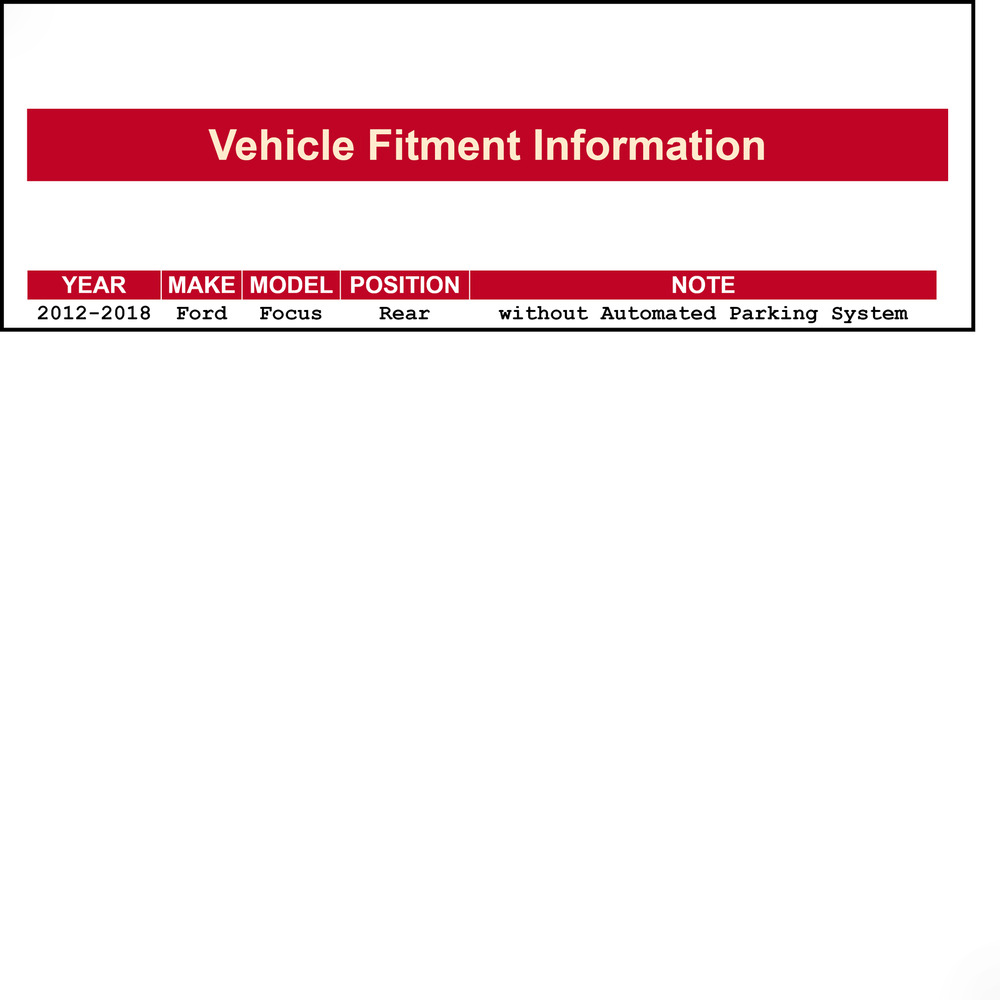 Vehicle Fitment Information
YEAR MAKE MODEL POSITION NOTE
2012-2018 Ford Focus Rear without Automated Parking System